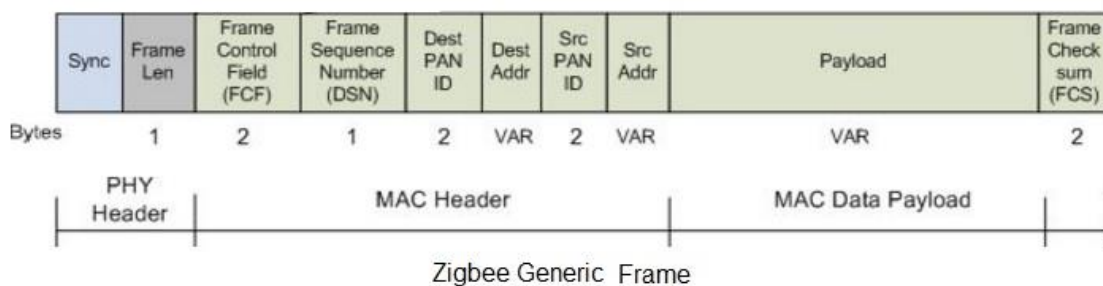 Sync
Frame
Len
Frame
Control
Field
(FCF)
Frame
Sequence
Number
(DSN)
Dest
PAN
ID
Dest
Addr
Src
PAN
ID
Src
Addr
Payload
Frame
Check
sum
(FCS)
Bytes 1 2 1 2 VAR 2 VAR VAR 2
PHY
Header
MAC Header
MAC Data Payload
Zigbee Generic Frame